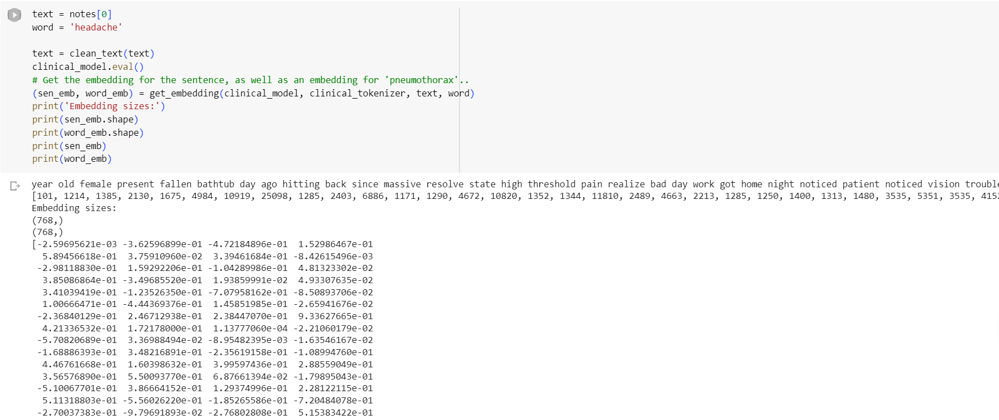 text = notes[0]
word = 'headache'
text = clean_text(text)
clinical_model.eval()
# Get the embedding for the sentence, as well as an embedding for 'pneumothorax'..
(sen_emb, word_emb) = get_embedding(clinical_model, clinical_tokenizer, text, word)
print('Embedding sizes:')
print(sen_emb.shape)
print(word_emb.shape)
print(sen_emb)
print(word_emb)
year old female present fallen bathtub day ago hitting back since massive resolve state high threshold pain realize bad day work got home night noticed patient noticed vision trouble
[101, 1214, 1385, 2130, 1675, 4984, 10919, 25098, 1285, 2403, 6886, 1171, 1290, 4672, 10820, 1352, 1344, 11810, 2489, 4663, 2213, 1285, 1250, 1400, 1313, 1480, 3535, 5351, 3535, 4152
Embedding sizes:
(768,)
(768,)
[-2.59695621e-03 -3.62596899e-01 -4.72184896e-01 1.52986467e-01
5.89456618e-01 3.75910960e-02 3.39461684e-01 -8.42615496e-03
-2.98118830e-01 1.59292206e-01 -1.04289986e-01 4.81323302e-02
3.85086864e-01 -3.49685520e-01 1.93859991e-02 4.93307635e-02
3.41039419e-01 -1.23526350e-01 -7.07958162e-01 -8.50893706e-02
1.00666471e-01 -4.44369376e-01 1.45851985e-01 -2.65941676e-02
-2.36840129e-01 2.46712938e-01 2.38447070e-01 9.33627665e-01
4.21336532e-01 1.72178000e-01 1.13777060e-04 -2.21060179e-02
-5.70820689e-01 3.36988494e-02 -8.95482395e-03 -1.63546167e-02
-1.68886393e-01 3.48216891e-01 -2.35619158e-01 -1.08994760e-01
4.46761668e-01 1.60398632e-01 3.99597436e-01 2.88559049e-01
3.56576890e-01 5.50093770e-01 6.87661394e-02 -1.79895043e-01
-5.10067701e-01 3.86664152e-01 1.29374996e-01 2.28122115e-01
5.11318803e-01 -5.56026220e-01 -1.85265586e-01 -7.20484078e-01
-2.70037383e-01 -9.79691893e-02 -2.76802808e-01 5.15383422e-01